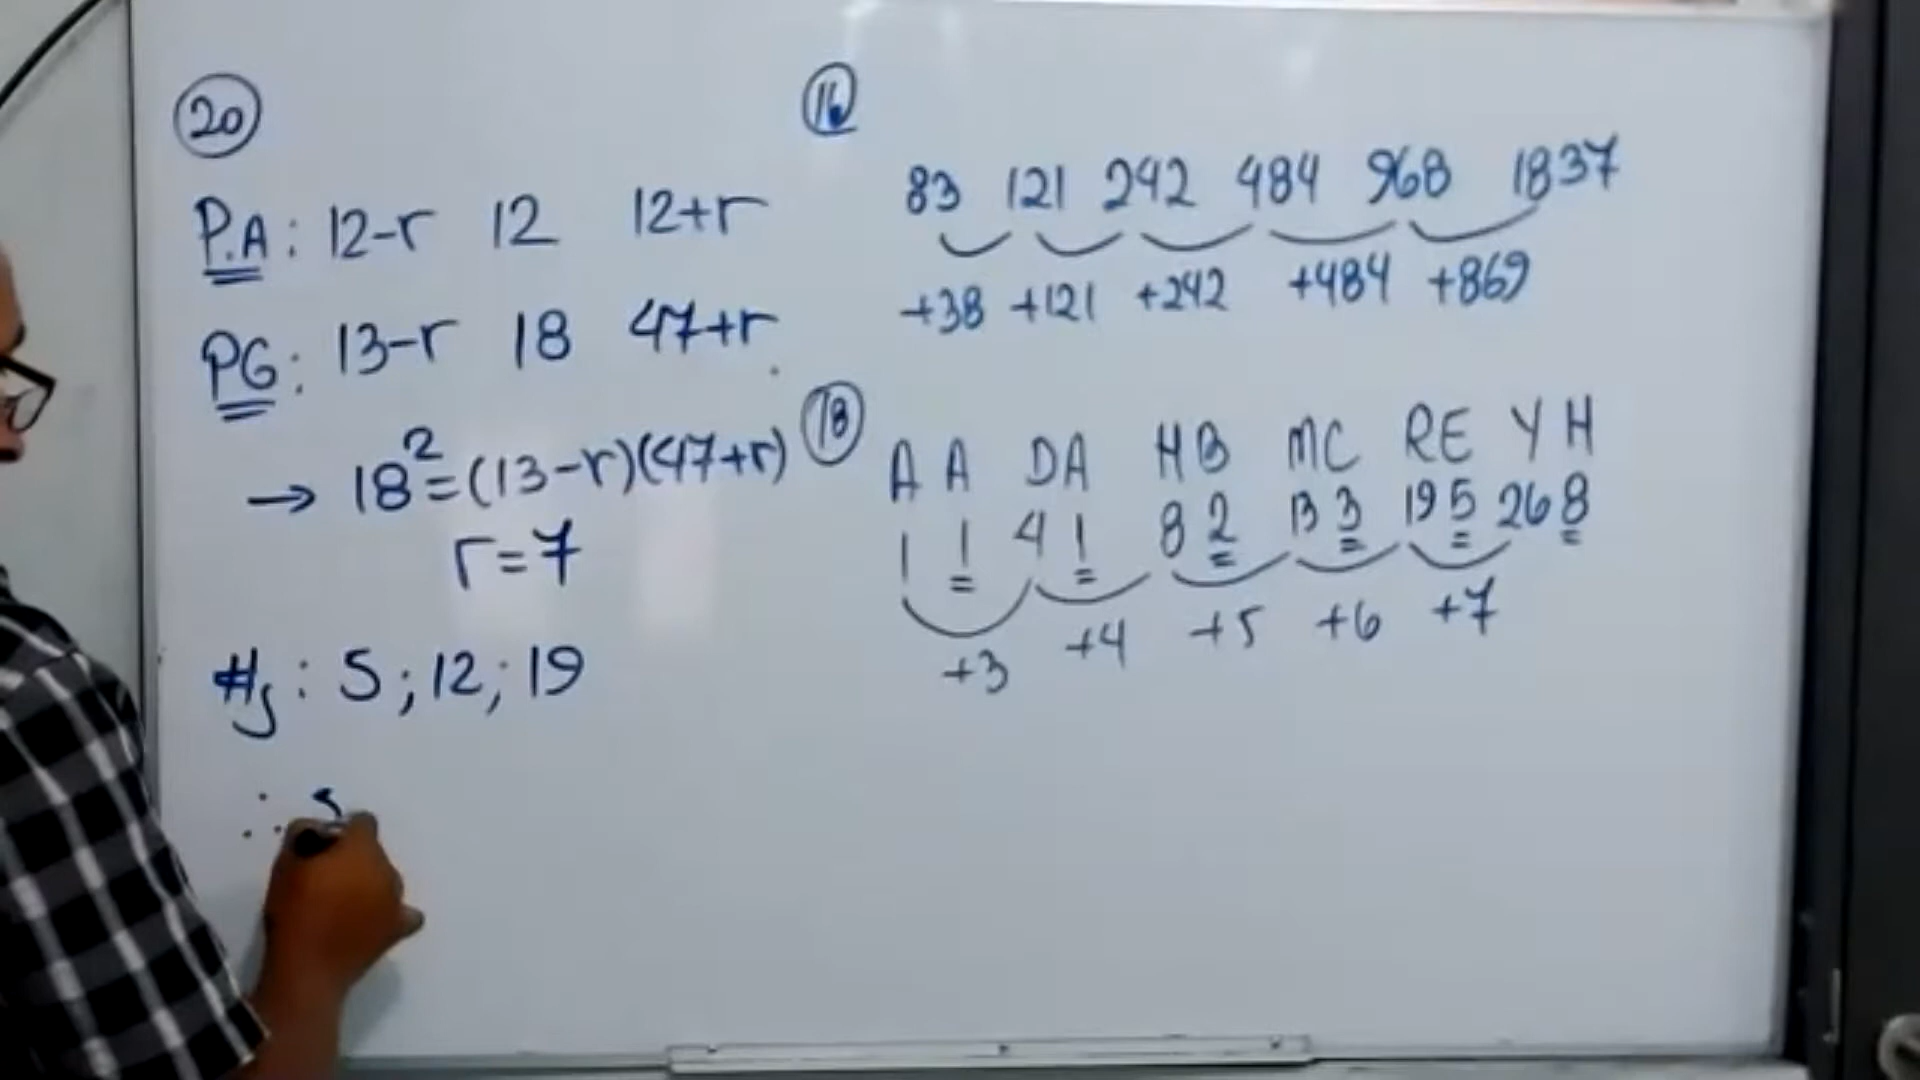 20
P.A: 12-r 12 12+r
PG: 13-r 18 47+r
→ 18²=(13-r)(47+r)
r=7
#s: 5; 12; 19
∴ s
16
83 121 242 484 968 1837
+38 +121 +242 +484 +869
18
A A DA HB MC RE Y H
1 1 4 1 8 2 13 3 19 5 26 8
+3 +4 +5 +6 +7